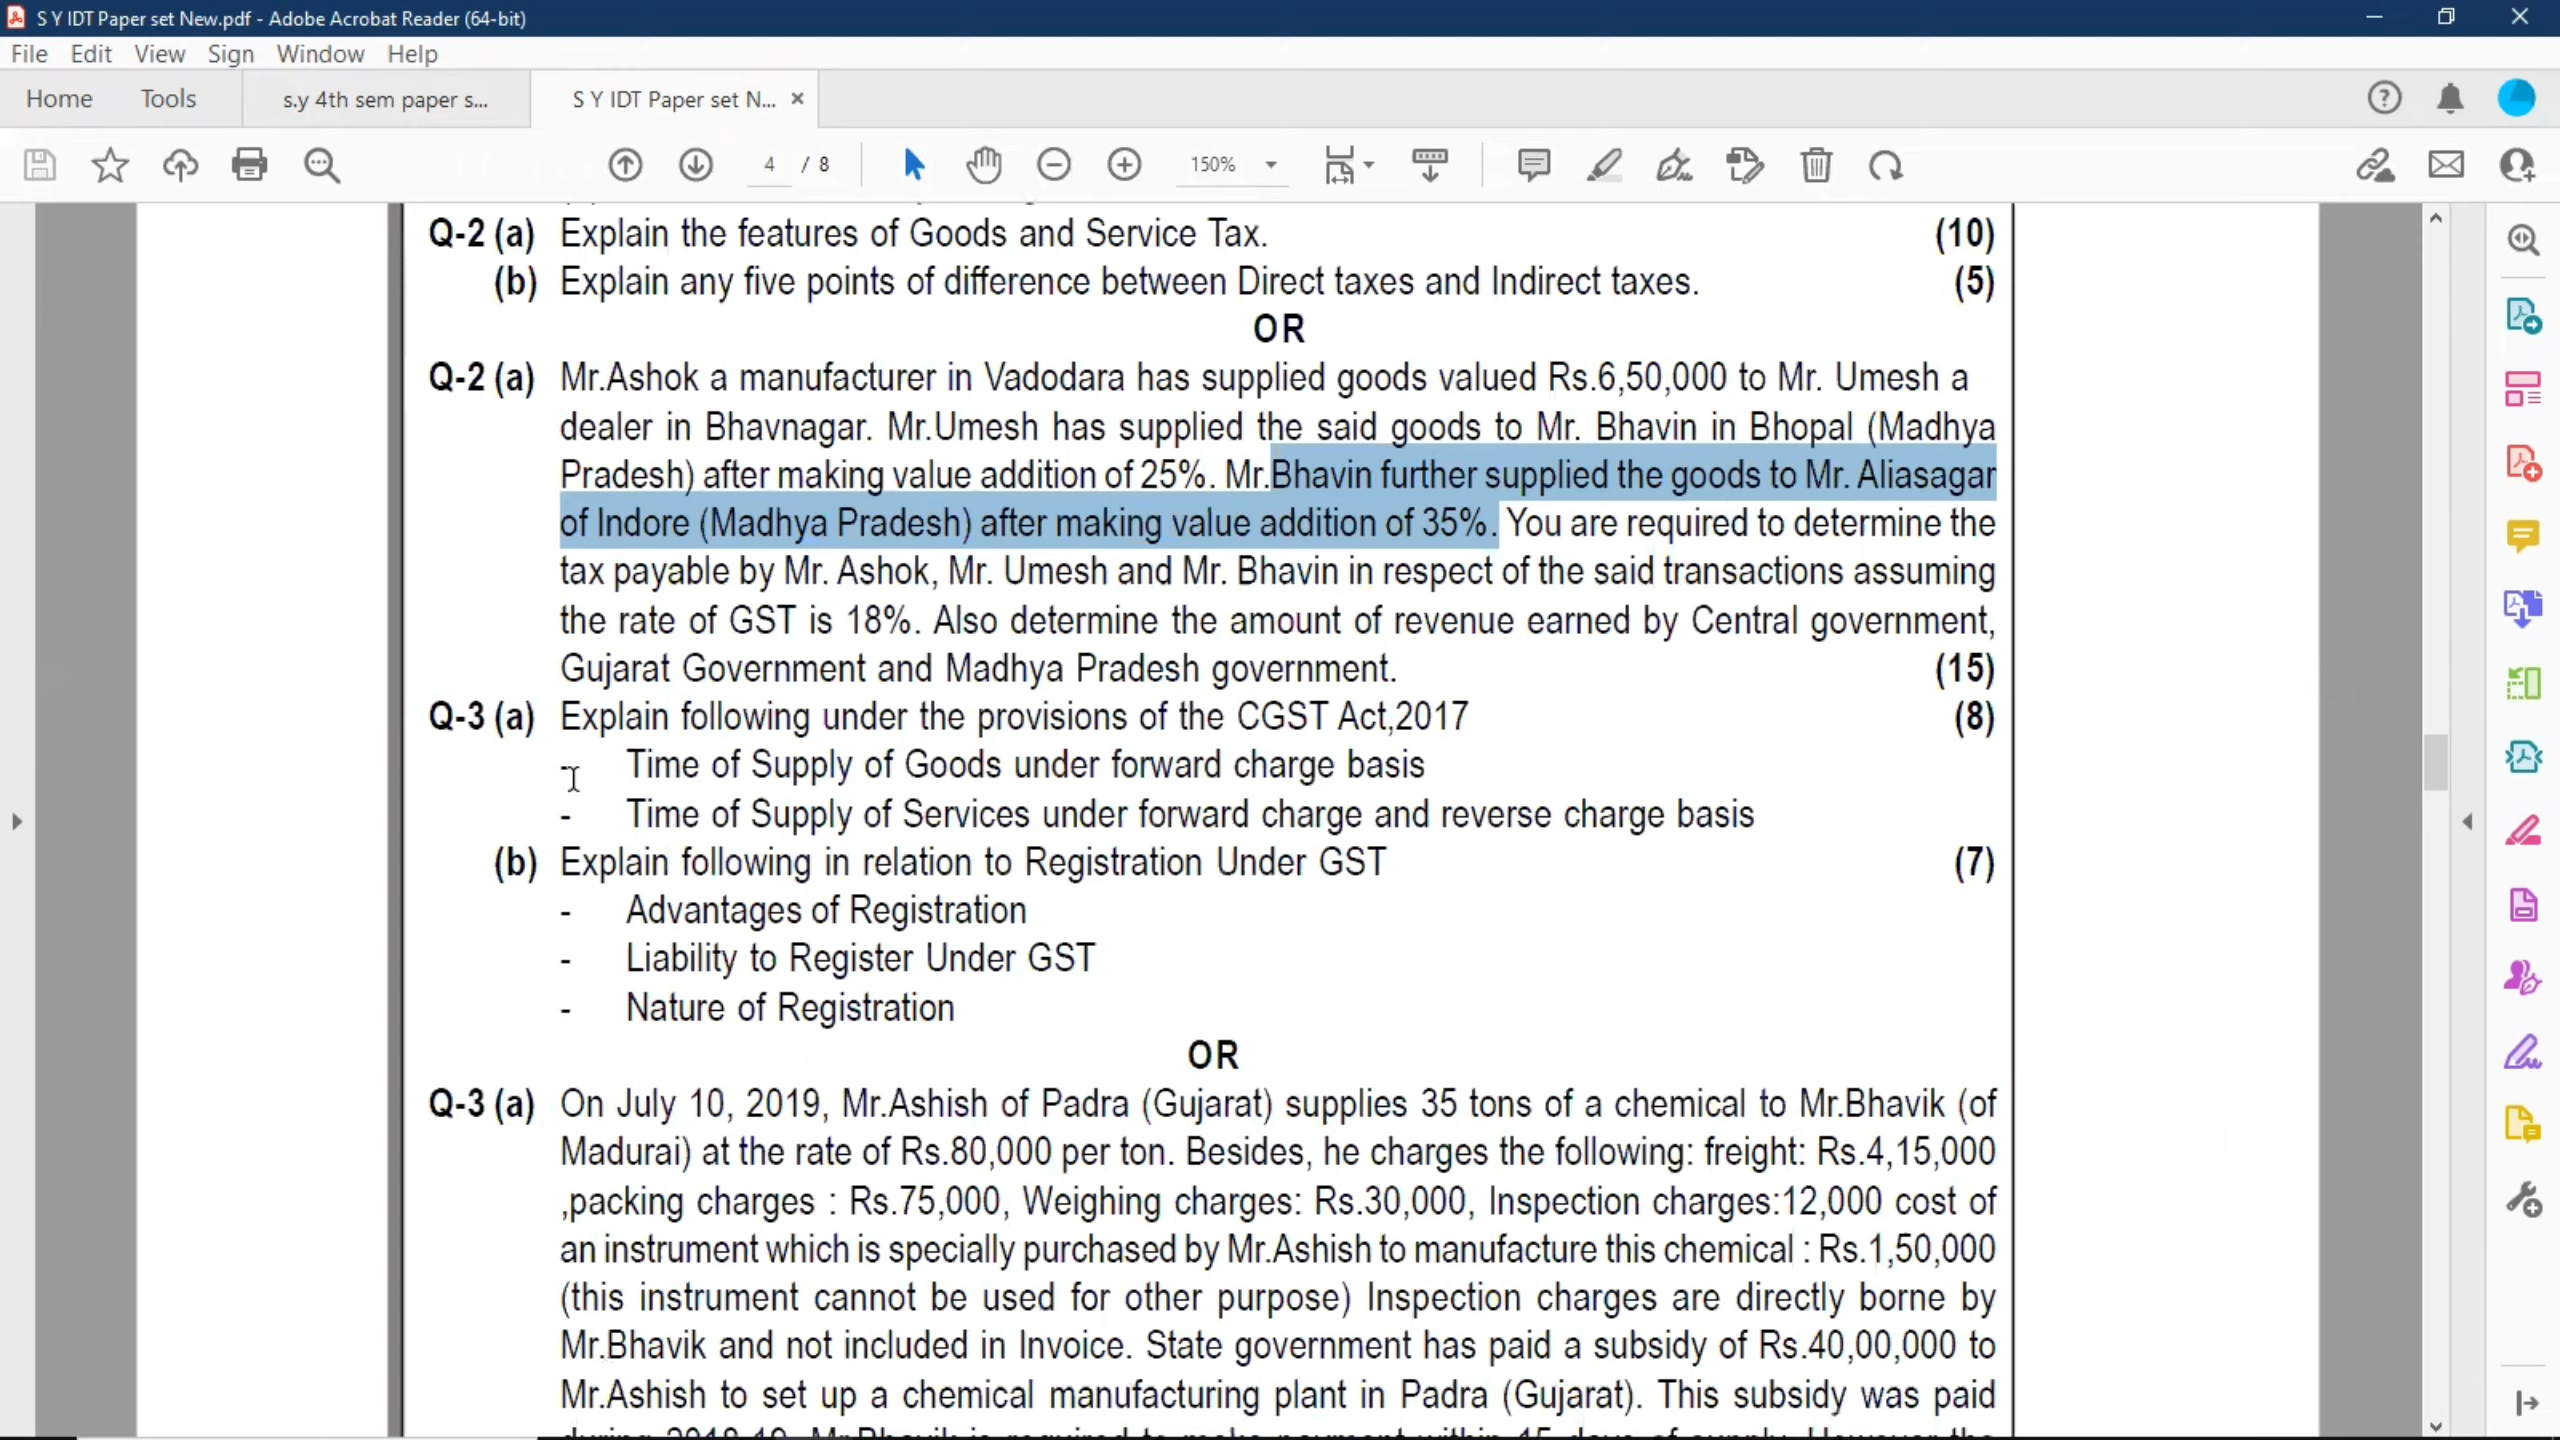 S Y IDT Paper set New.pdf - Adobe Acrobat Reader (64-bit)
File Edit View Sign Window Help
Home Tools s.y 4th sem paper s... S Y IDT Paper set N...
4 / 8 150%
Q-2 (a) Explain the features of Goods and Service Tax. (10)
(b) Explain any five points of difference between Direct taxes and Indirect taxes. (5)
OR
Q-2 (a) Mr.Ashok a manufacturer in Vadodara has supplied goods valued Rs.6,50,000 to Mr. Umesh a
dealer in Bhavnagar. Mr.Umesh has supplied the said goods to Mr. Bhavin in Bhopal (Madhya
Pradesh) after making value addition of 25%. Mr.Bhavin further supplied the goods to Mr. Aliasagar
of Indore (Madhya Pradesh) after making value addition of 35%. You are required to determine the
tax payable by Mr. Ashok, Mr. Umesh and Mr. Bhavin in respect of the said transactions assuming
the rate of GST is 18%. Also determine the amount of revenue earned by Central government,
Gujarat Government and Madhya Pradesh government. (15)
Q-3 (a) Explain following under the provisions of the CGST Act,2017 (8)
- Time of Supply of Goods under forward charge basis
- Time of Supply of Services under forward charge and reverse charge basis
(b) Explain following in relation to Registration Under GST (7)
- Advantages of Registration
- Liability to Register Under GST
- Nature of Registration
OR
Q-3 (a) On July 10, 2019, Mr.Ashish of Padra (Gujarat) supplies 35 tons of a chemical to Mr.Bhavik (of
Madurai) at the rate of Rs.80,000 per ton. Besides, he charges the following: freight: Rs.4,15,000
,packing charges : Rs.75,000, Weighing charges: Rs.30,000, Inspection charges:12,000 cost of
an instrument which is specially purchased by Mr.Ashish to manufacture this chemical : Rs.1,50,000
(this instrument cannot be used for other purpose) Inspection charges are directly borne by
Mr.Bhavik and not included in Invoice. State government has paid a subsidy of Rs.40,00,000 to
Mr.Ashish to set up a chemical manufacturing plant in Padra (Gujarat). This subsidy was paid